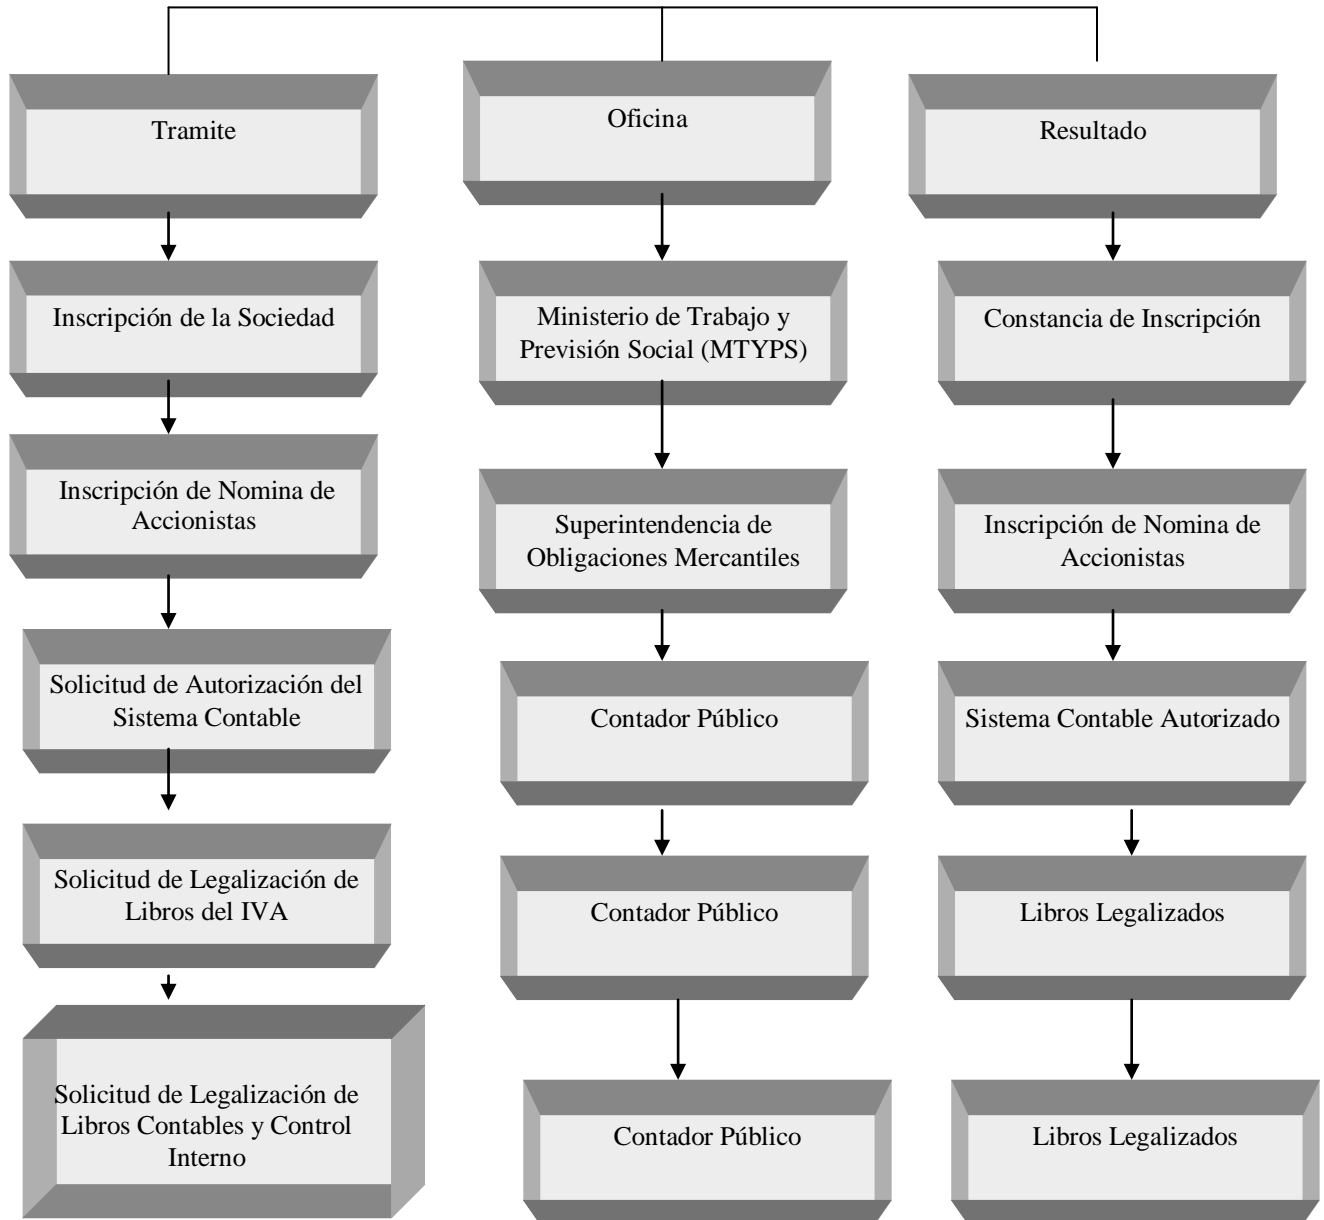 Tramite
Oficina
Resultado
Inscripción de la Sociedad
Ministerio de Trabajo y
Previsión Social (MTYPS)
Constancia de Inscripción
Inscripción de Nomina de
Accionistas
Superintendencia de
Obligaciones Mercantiles
Inscripción de Nomina de
Accionistas
Solicitud de Autorización del
Sistema Contable
Contador Público
Sistema Contable Autorizado
Solicitud de Legalización de
Libros del IVA
Contador Público
Libros Legalizados
Solicitud de Legalización de
Libros Contables y Control
Interno
Contador Público
Libros Legalizados